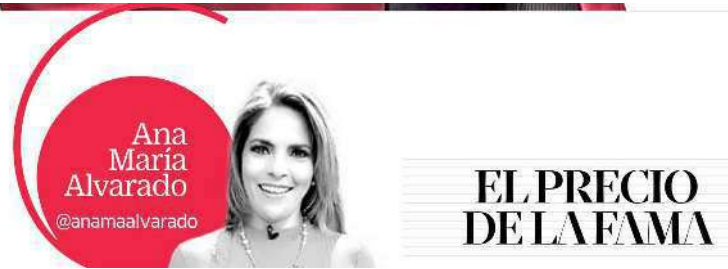 Ana
María
Alvarado
@anamaalvarado
EL PRECIO
DE LA FAMA